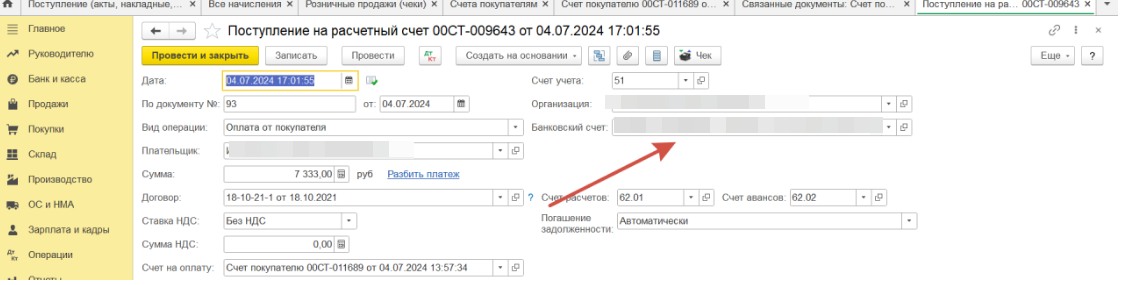 Поступление (акты, накладные,... × Все начисления × Розничные продажи (чеки) × Счета покупателям × Счет покупателю 00СТ-011689 о... × Связанные документы: Счет по... × Поступление на ра... 00СТ-009643 ×
Главное
Руководителю
Банк и касса
Продажи
Покупки
Склад
Производство
ОС и НМА
Зарплата и кадры
Операции
Поступление на расчетный счет 00СТ-009643 от 04.07.2024 17:01:55
Провести и закрыть Записать Провести Дт Кт Создать на основании Чек Еще ?
Дата: 04.07.2024 17:01:55 Счет учета: 51
По документу №: 93 от: 04.07.2024 Организация:
Вид операции: Оплата от покупателя Банковский счет:
Плательщик:
Сумма: 7 333,00 руб Разбить платеж
Договор: 18-10-21-1 от 18.10.2021 ? Счет расчетов: 62.01 Счет авансов: 62.02
Ставка НДС: Без НДС Погашение задолженности: Автоматически
Сумма НДС: 0,00
Счет на оплату: Счет покупателю 00СТ-011689 от 04.07.2024 13:57:34